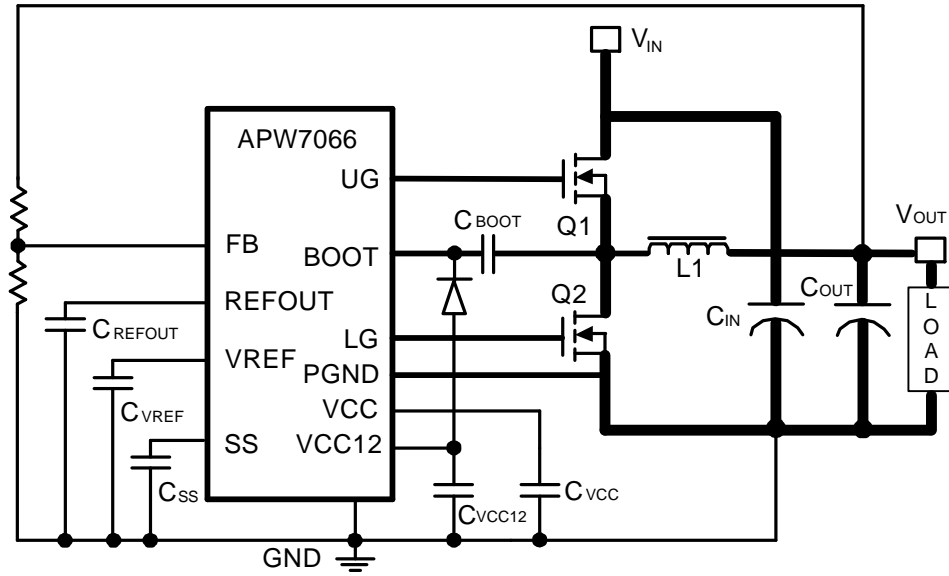 VIN
APW7066
UG
CBOOT
Q1
VOUT
FB
BOOT
L1
REFOUT
Q2
CIN
COUT
LOAD
CREFOUT
LG
VREF
PGND
CVREF
VCC
SS
VCC12
CSS
CVCC12
CVCC
GND